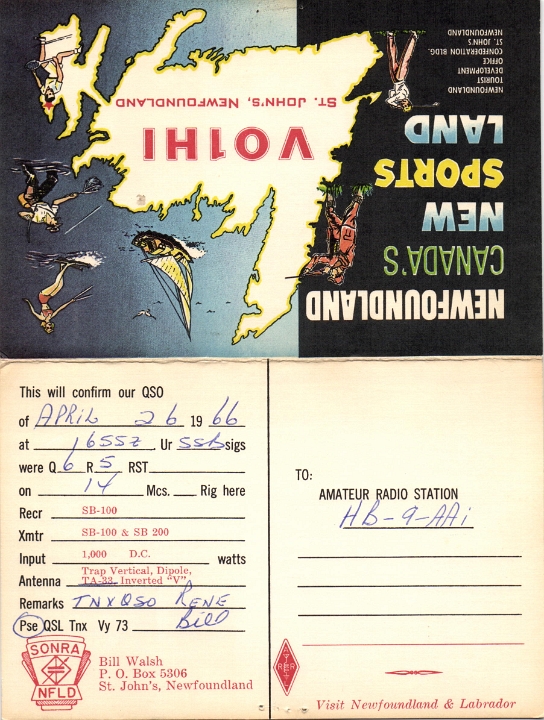 NEWFOUNDLAND
CANADA'S
NEW
SPORTS
LAND
NEWFOUNDLAND
TOURIST
DEVELOPMENT
OFFICE
CONFEDERATION BLDG.
ST. JOHN'S
NEWFOUNDLAND
VO1HI
ST. JOHN'S, NEWFOUNDLAND
This will confirm our QSO
of APRIL 26 1966
at 1655Z Ur SSB sigs
were Q 6 R 5 RST
on 14 Mcs. Rig here
Recr SB-100
Xmtr SB-100 & SB 200
Input 1,000 D.C. watts
Trap Vertical, Dipole,
Antenna TA-33, Inverted "V"
Remarks TNX QSO RENE
Pse QSL Tnx Vy 73 Bill
SONRA
NFLD
Bill Walsh
P. O. Box 5306
St. John's, Newfoundland
TO:
AMATEUR RADIO STATION
HB-9-AAi
Visit Newfoundland & Labrador